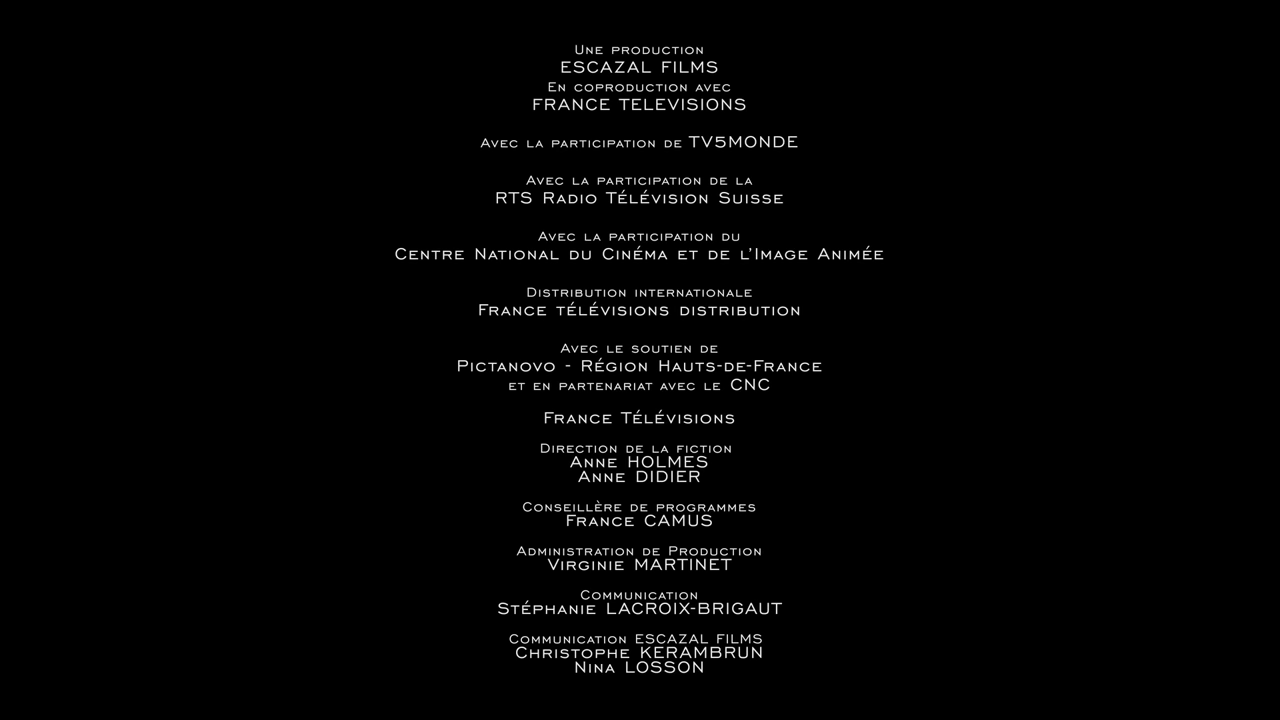 Une production
ESCAZAL FILMS
En coproduction avec
FRANCE TELEVISIONS
Avec la participation de TV5MONDE
Avec la participation de la
RTS Radio Télévision Suisse
Avec la participation du
Centre National du Cinéma et de l'Image Animée
Distribution internationale
France télévisions distribution
Avec le soutien de
Pictanovo - Région Hauts-de-France
et en partenariat avec le CNC
France Télévisions
Direction de la fiction
Anne HOLMES
Anne DIDIER
Conseillère de programmes
France CAMUS
Administration de Production
Virginie MARTINET
Communication
Stéphanie LACROIX-BRIGAUT
Communication ESCAZAL FILMS
Christophe KERAMBRUN
Nina LOSSON